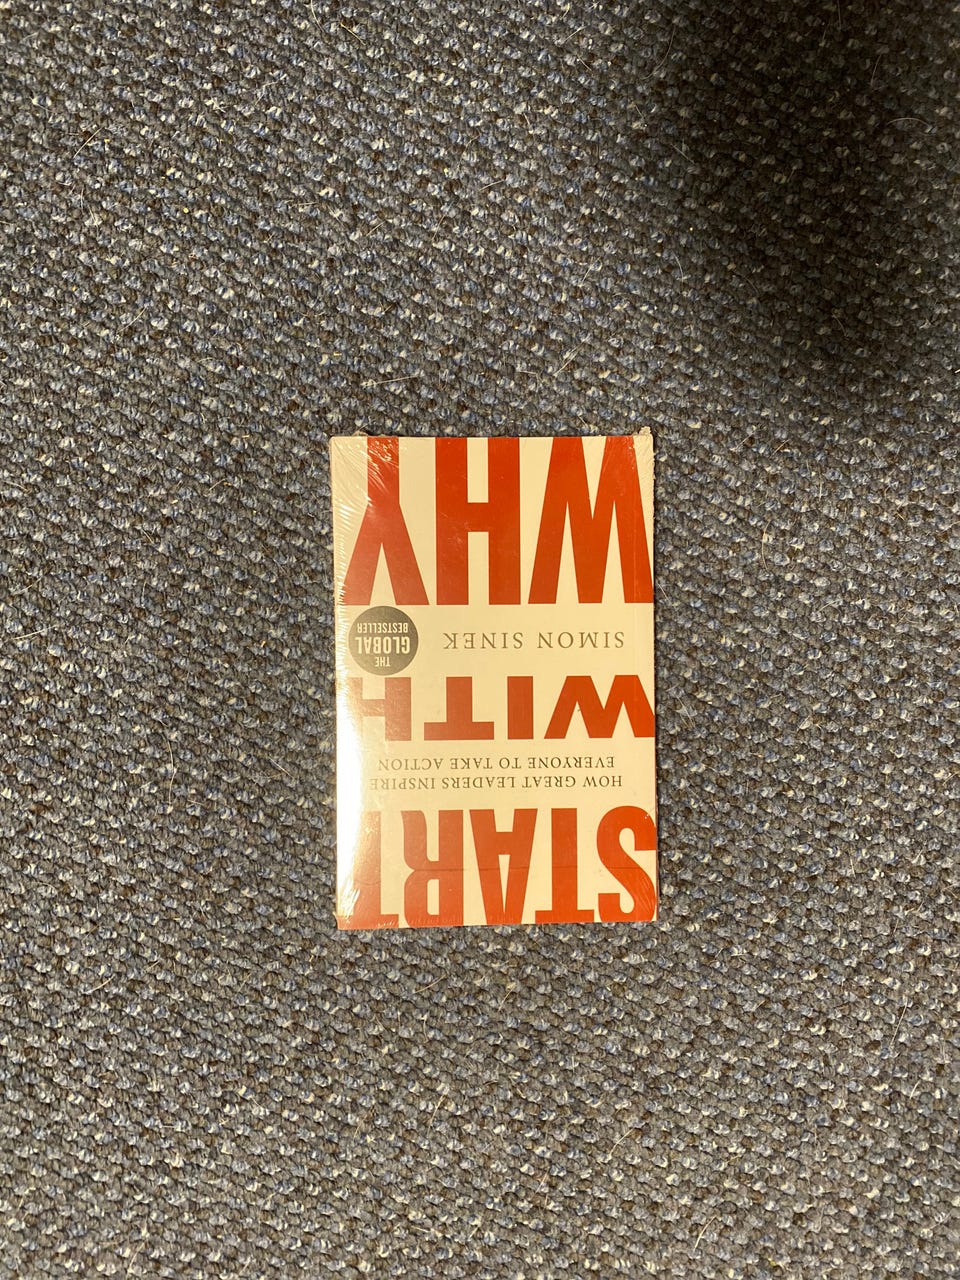 START
HOW GREAT LEADERS INSPIRE
EVERYONE TO TAKE ACTION
WITH
SIMON SINEK
THE
GLOBAL
BESTSELLER
WHY